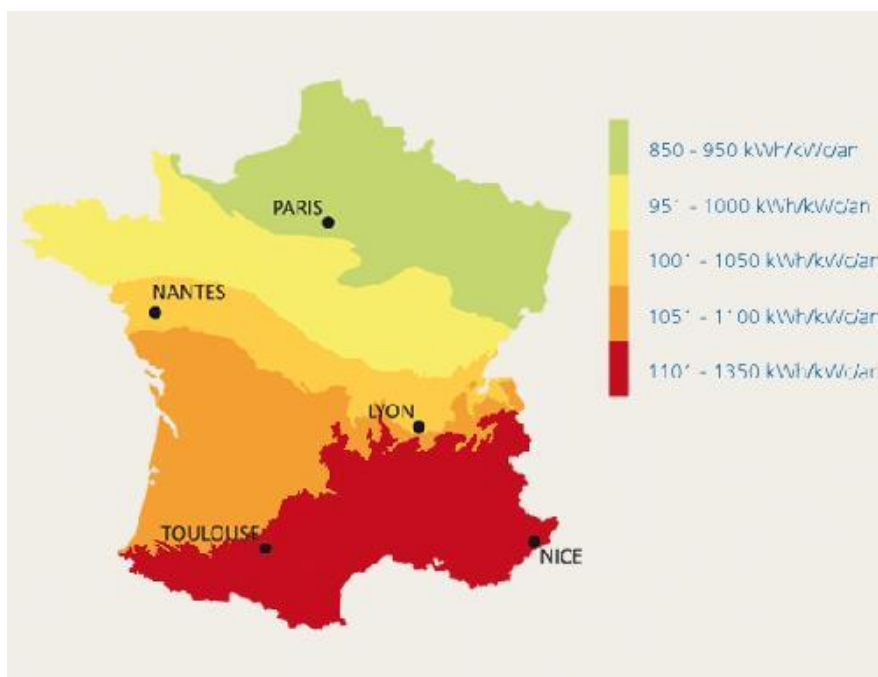 PARIS
NANTES
LYON
TOULOUSE
NICE
850 - 950 kWh/kWc/an
951 - 1000 kWh/kWc/an
1001 - 1050 kWh/kWc/an
1051 - 1100 kWh/kWc/an
1101 - 1350 kWh/kWc/an